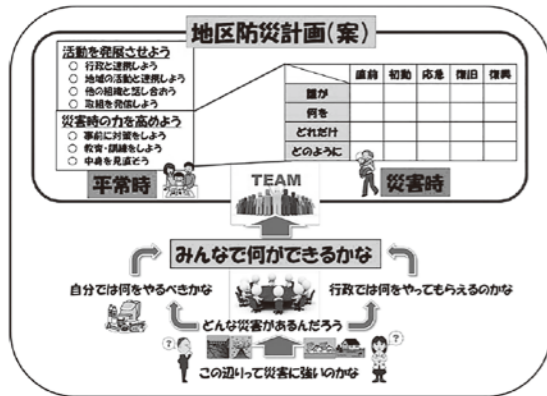 地区防災計画(案)
活動を発展させよう
○ 行政と連携しよう
○ 地域の活動と連携しよう
○ 他の組織と話し合おう
○ 取組を発信しよう
災害時の力を高めよう
○ 事前に対策をしよう
○ 教育・訓練をしよう
○ 中身を見直そう
平常時
直前 初動 応急 復旧 復興
誰が
何を
どれだけ
どのように
災害時
TEAM
みんなで何ができるかな
自分では何をやるべきかな
行政では何をやってもらえるのかな
どんな災害があるんだろう
?
?
この辺りって災害に強いのかな